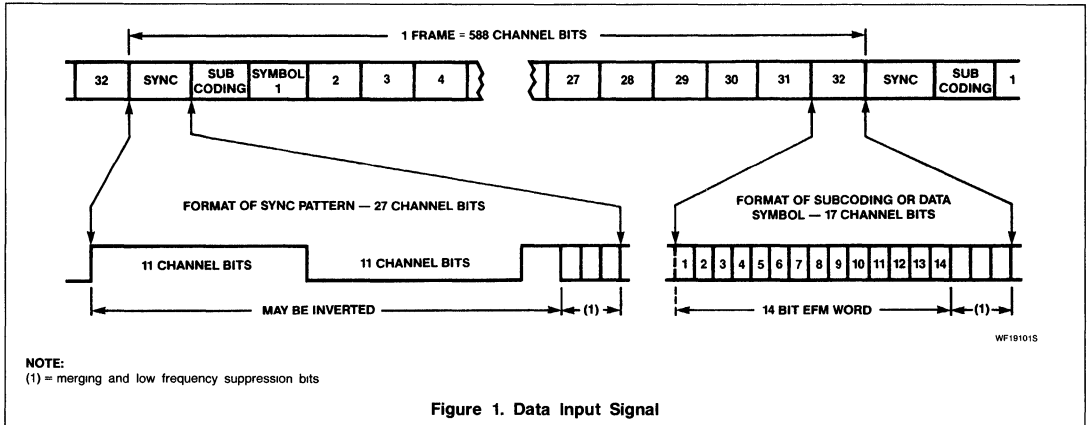 1 FRAME = 588 CHANNEL BITS
32 SYNC SUB CODING SYMBOL 1 2 3 4 27 28 29 30 31 32 SYNC SUB CODING 1
FORMAT OF SYNC PATTERN — 27 CHANNEL BITS
FORMAT OF SUBCODING OR DATA
SYMBOL — 17 CHANNEL BITS
11 CHANNEL BITS 11 CHANNEL BITS 1 2 3 4 5 6 7 8 9 10 11 12 13 14
MAY BE INVERTED (1) 14 BIT EFM WORD (1)
WF19101S
NOTE:
(1) = merging and low frequency suppression bits
Figure 1. Data Input Signal